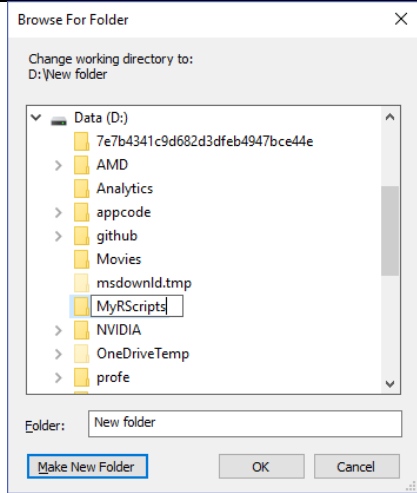 Browse For Folder
Change working directory to:
D:\New folder
Data (D:)
7e7b4341c9d682d3dfeb4947bce44e
AMD
Analytics
appcode
github
Movies
msdownld.tmp
MyRScripts
NVIDIA
OneDriveTemp
profe
Folder:
New folder
Make New Folder
OK
Cancel